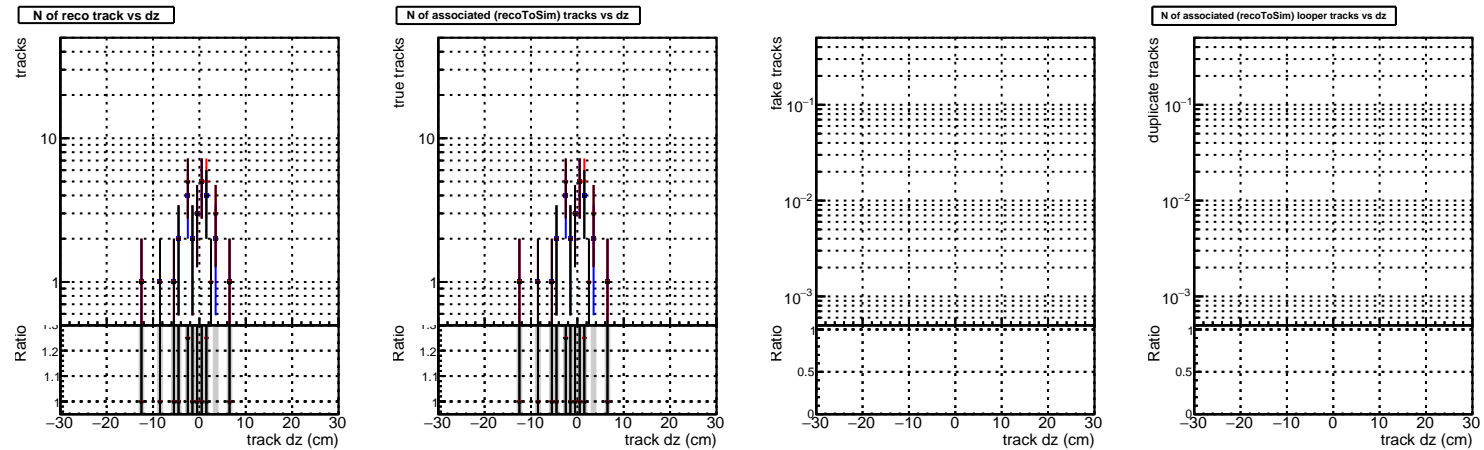 N of reco track vs dz
tracks
10
1
Ratio
1.3
1.2
1.1
1
−30 −20 −10 0 10 20 30
track dz (cm)
N of associated (recoToSim) tracks vs dz
true tracks
10
1
Ratio
1.3
1.2
1.1
1
−30 −20 −10 0 10 20 30
track dz (cm)
fake tracks
10−1
10−2
10−3
Ratio
1
0.5
0
−30 −20 −10 0 10 20 30
track dz (cm)
N of associated (recoToSim) looper tracks vs dz
duplicate tracks
10−1
10−2
10−3
Ratio
1
0.5
0
−30 −20 −10 0 10 20 30
track dz (cm)